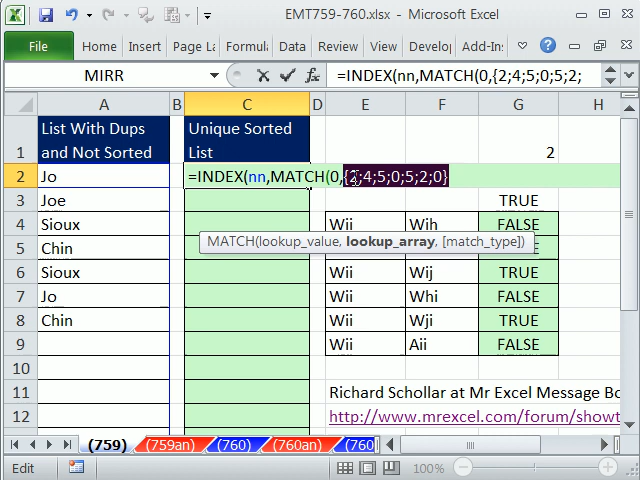 EMT759-760.xlsx - Microsoft Excel
File Home Insert Page La Formula Data Review View Develop Add-Ins
MIRR =INDEX(nn,MATCH(0,{2;4;5;0;5;2;
A B C D E F G H
1 List With Dups and Not Sorted Unique Sorted List 2
2 Jo =INDEX(nn,MATCH(0,{2;4;5;0;5;2;0}
3 Joe TRUE
MATCH(lookup_value, lookup_array, [match_type])
4 Sioux Wii Wih FALSE
5 Chin
6 Sioux Wii Wij TRUE
7 Jo Wii Whi FALSE
8 Chin Wii Wji TRUE
9 Wii Aii FALSE
10
11 Richard Schollar at Mr Excel Message Bo
12 http://www.mrexcel.com/forum/showt
(759) (759an) (760) (760an) (760
Edit 100%